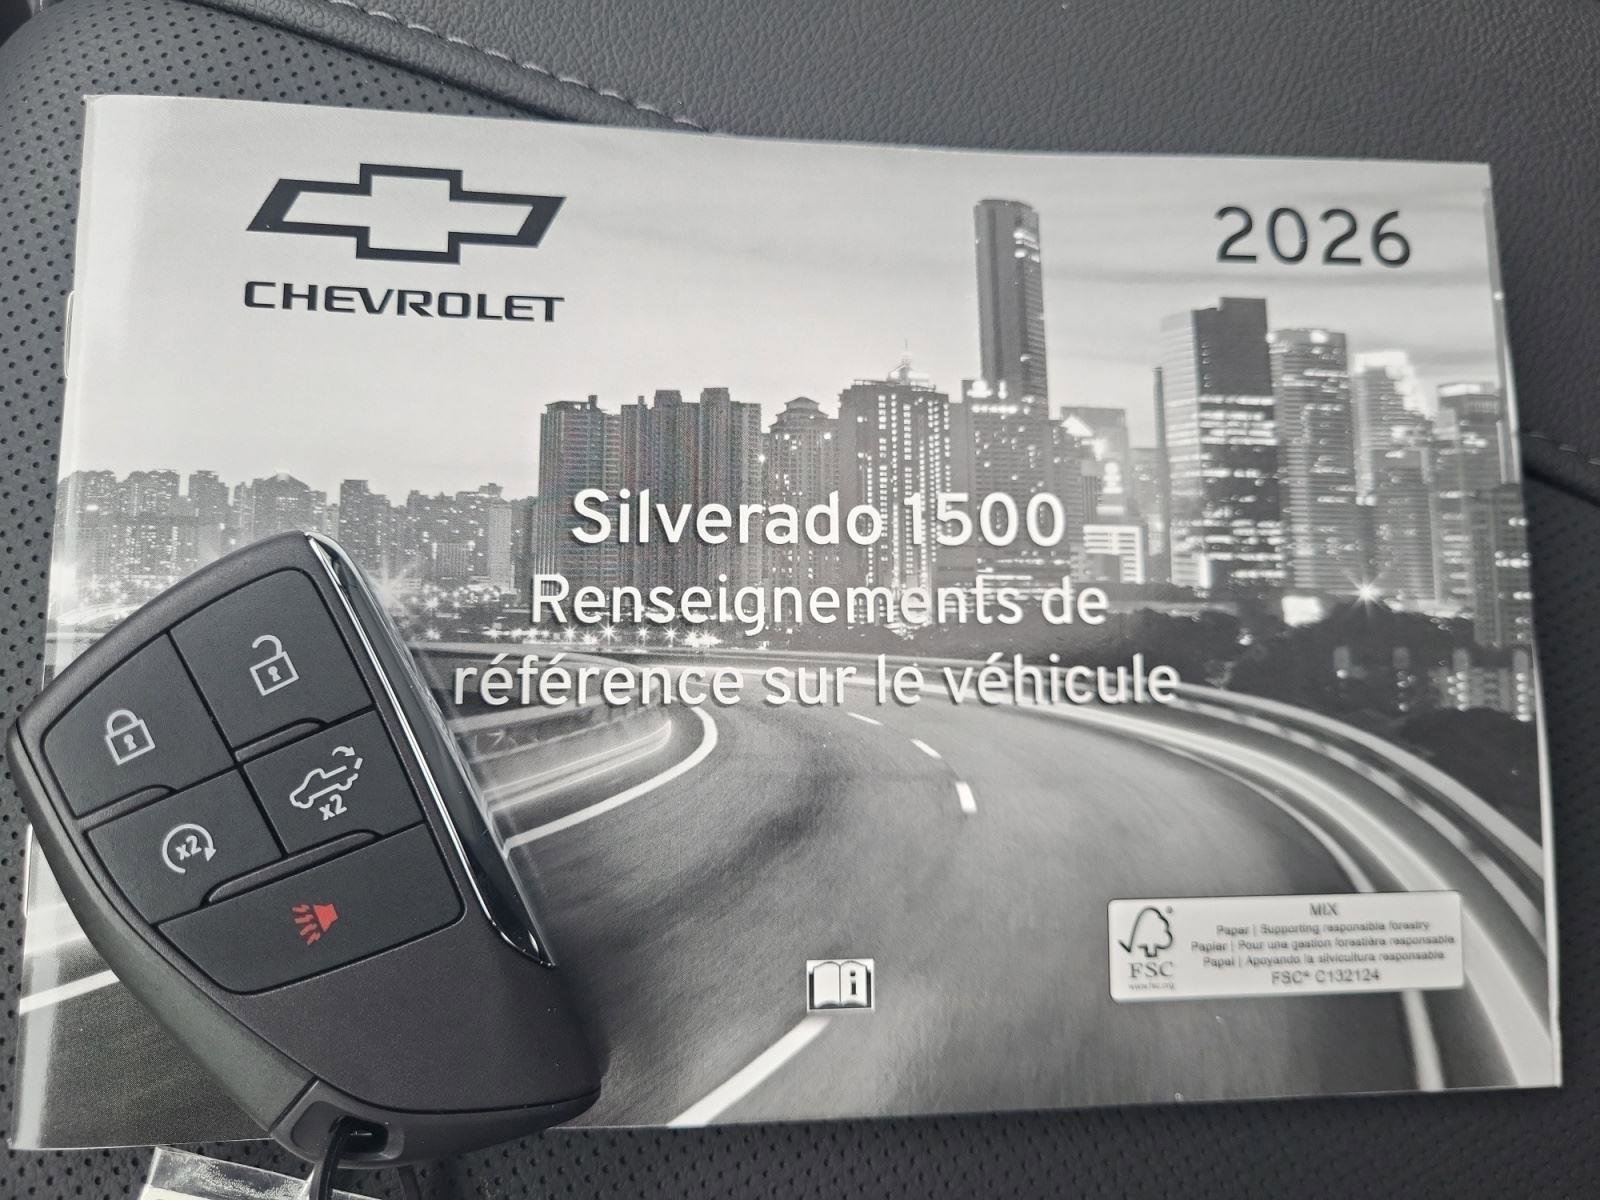 CHEVROLET
2026
Silverado 1500
Renseignements de
référence sur le véhicule
x2
x2
i
MIX
Paper | Supporting responsible forestry
Papier | Pour une gestion forestière responsable
Papel | Apoyando la silvicultura responsable
FSC® C132124
FSC
www.fsc.org